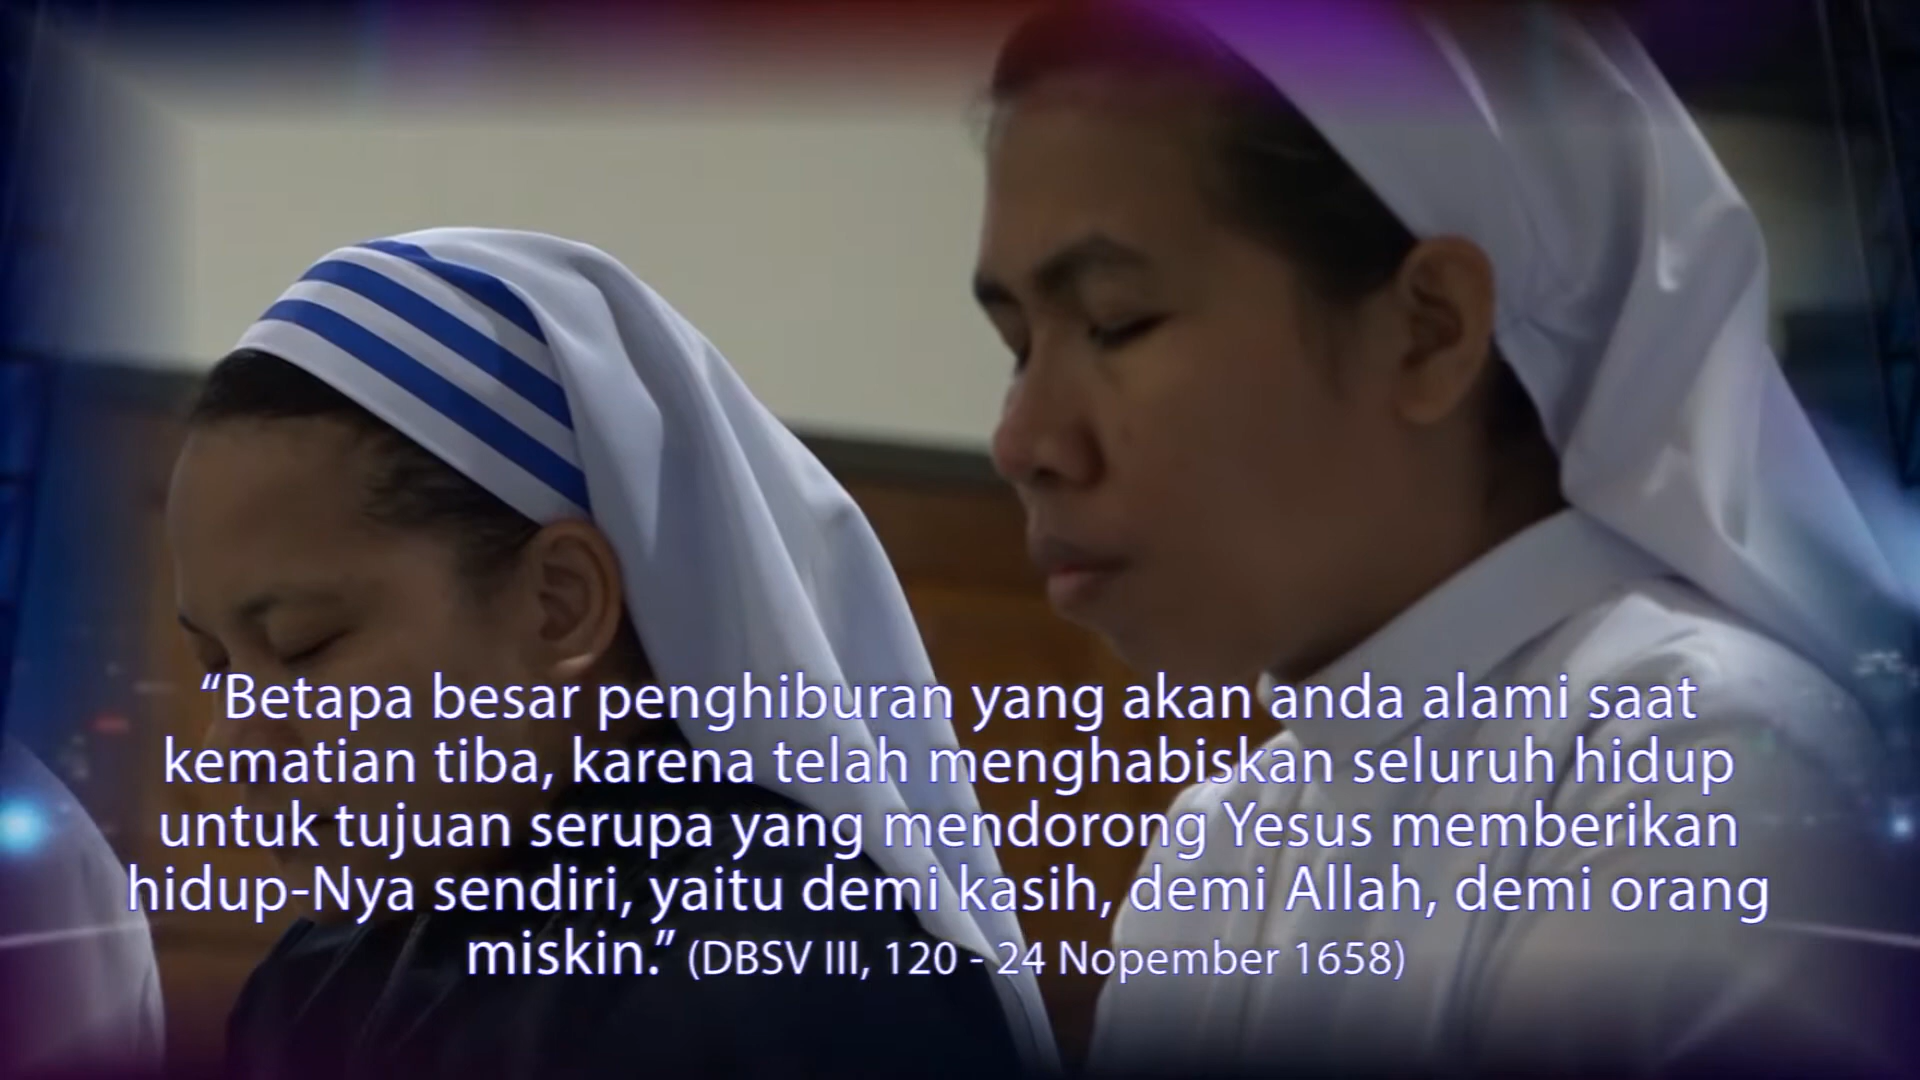 “Betapa besar penghiburan yang akan anda alami saat
kematian tiba, karena telah menghabiskan seluruh hidup
untuk tujuan serupa yang mendorong Yesus memberikan
hidup-Nya sendiri, yaitu demi kasih, demi Allah, demi orang
miskin.” (DBSV III, 120 - 24 Nopember 1658)